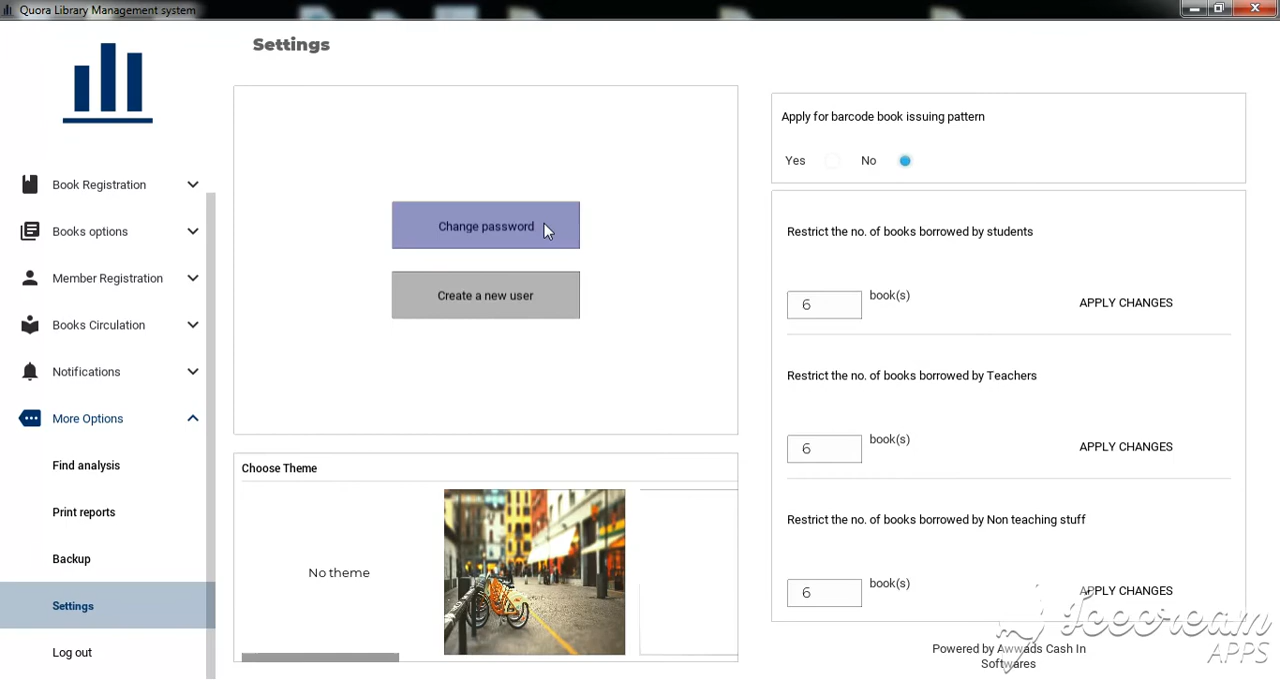 Quora Library Management system
Settings
Book Registration
Books options
Member Registration
Books Circulation
Notifications
More Options
Find analysis
Print reports
Backup
Settings
Log out
Change password
Create a new user
Choose Theme
No theme
Apply for barcode book issuing pattern
Yes No
Restrict the no. of books borrowed by students
6 book(s) APPLY CHANGES
Restrict the no. of books borrowed by Teachers
6 book(s) APPLY CHANGES
Restrict the no. of books borrowed by Non teaching stuff
6 book(s) APPLY CHANGES
Powered by Awwads Cash In
Softwares
Icecream
APPS